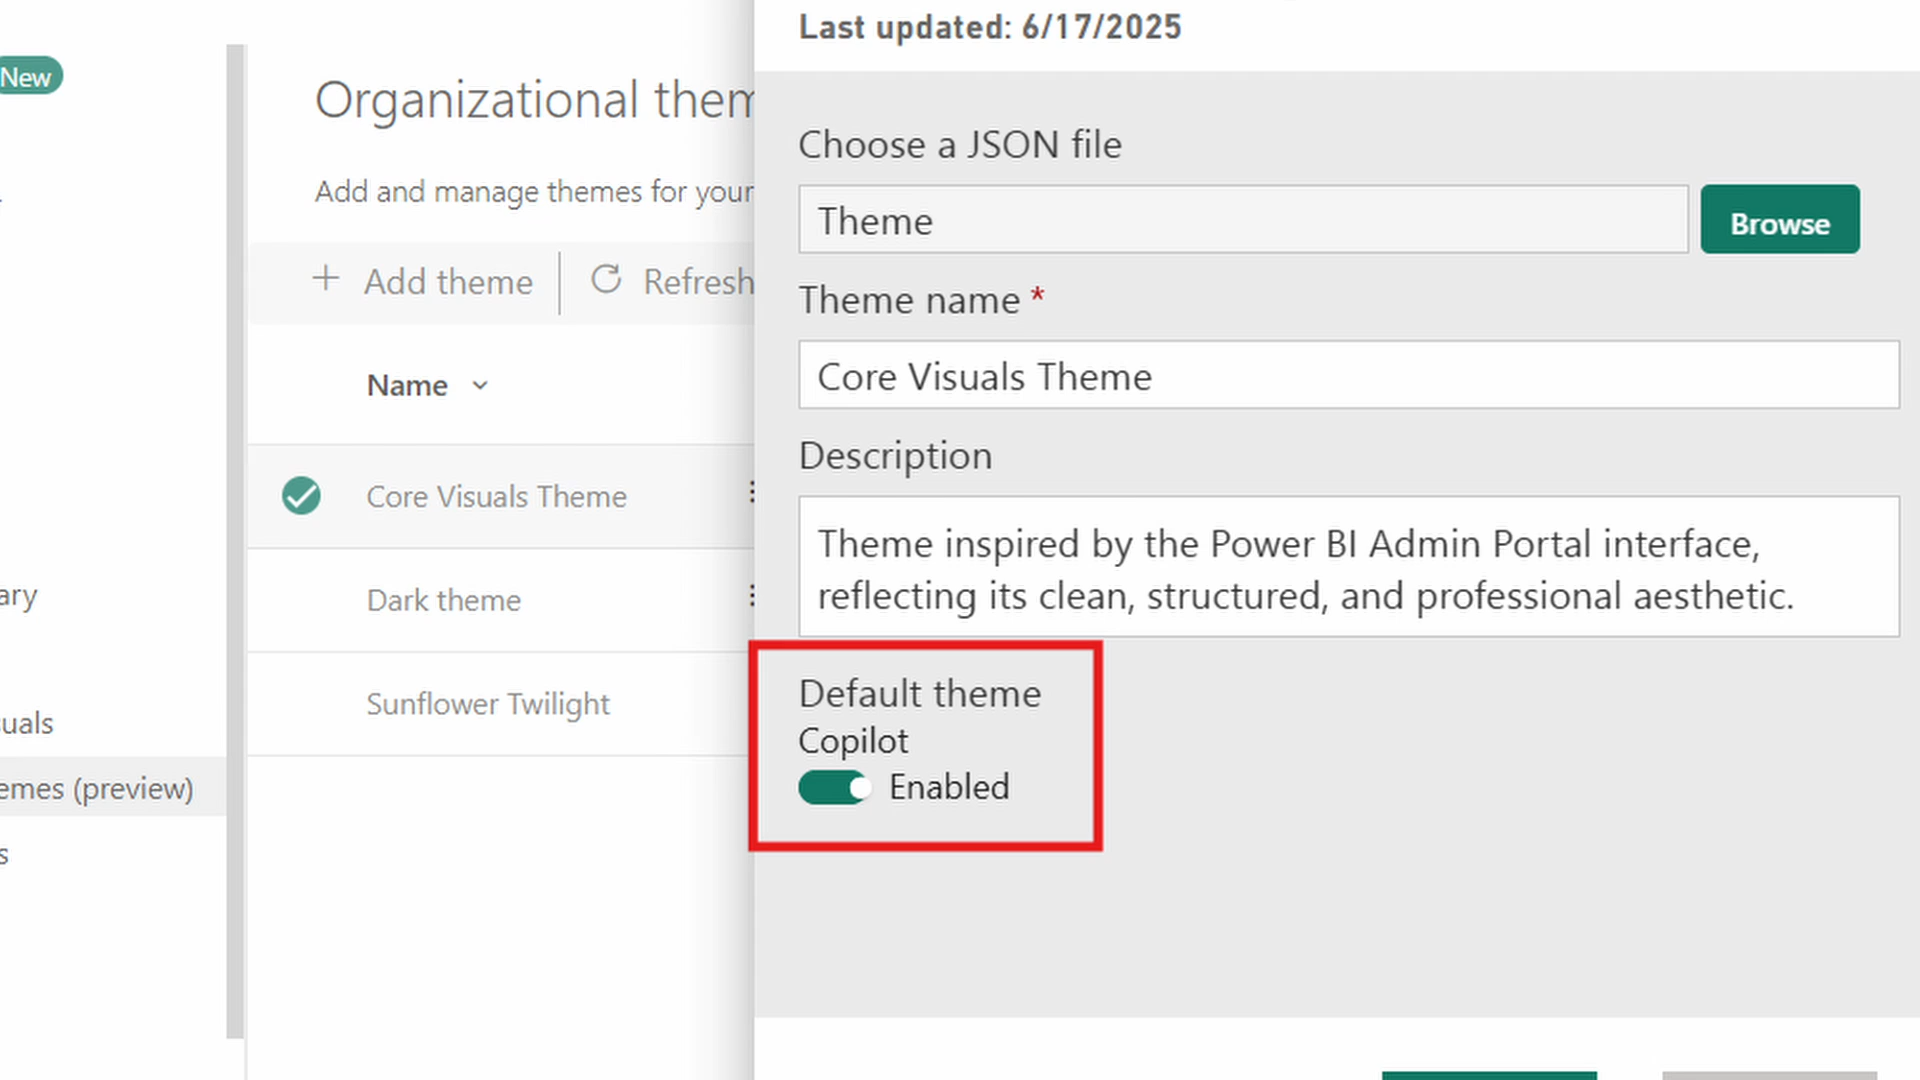 New
Organizational them
Add and manage themes for your
Add theme
Refresh
Name
Core Visuals Theme
Dark theme
Sunflower Twilight
ary
uals
emes (preview)
s
Last updated: 6/17/2025
Choose a JSON file
Theme
Browse
Theme name *
Core Visuals Theme
Description
Theme inspired by the Power BI Admin Portal interface,
reflecting its clean, structured, and professional aesthetic.
Default theme
Copilot
Enabled